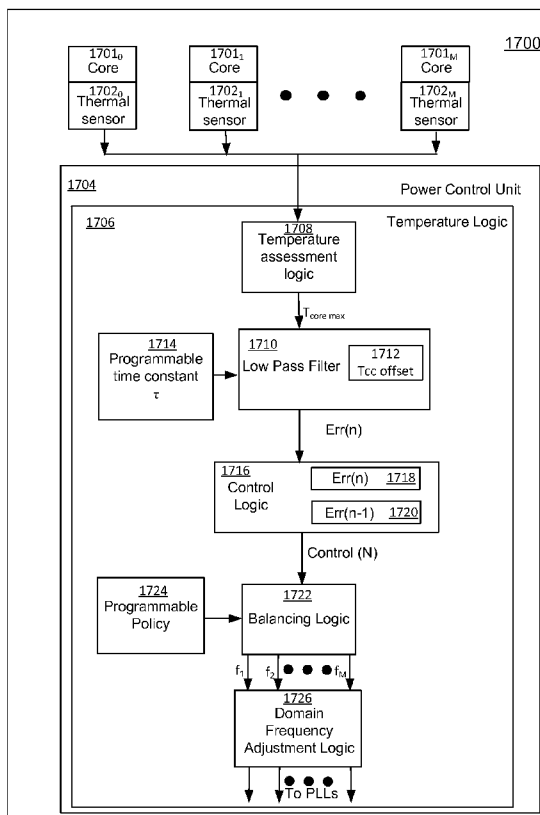 1700
1701₀
Core
1702₀
Thermal
sensor
1701₁
Core
1702₁
Thermal
sensor
1701M
Core
1702M
Thermal
sensor
1704
Power Control Unit
1706
Temperature Logic
1708
Temperature
assessment
logic
Tcore max
1714
Programmable
time constant
τ
1710
Low Pass Filter
1712
Tcc offset
Err(n)
1716
Control
Logic
Err(n) 1718
Err(n-1) 1720
Control (N)
1724
Programmable
Policy
1722
Balancing Logic
f₁ f₂ fM
1726
Domain
Frequency
Adjustment Logic
To PLLs